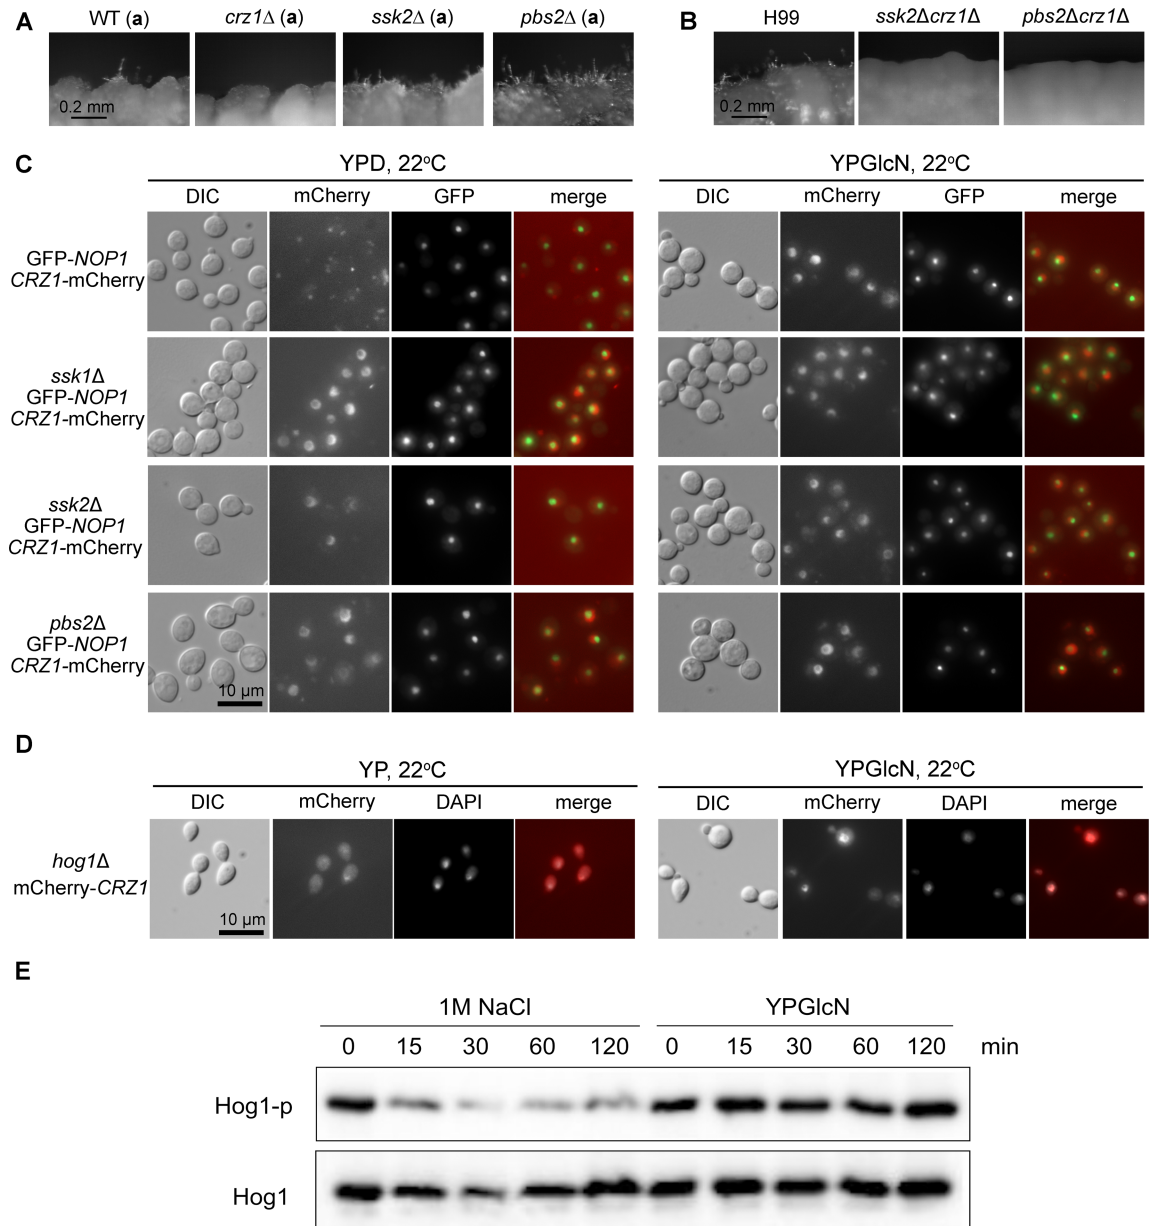 A
WT (a)
crz1Δ (a)
ssk2Δ (a)
pbs2Δ (a)
0.2 mm
B
H99
ssk2Δcrz1Δ
pbs2Δcrz1Δ
0.2 mm
C
YPD, 22°C
YPGlcN, 22°C
DIC
mCherry
GFP
merge
DIC
mCherry
GFP
merge
GFP-NOP1
CRZ1-mCherry
ssk1Δ
GFP-NOP1
CRZ1-mCherry
ssk2Δ
GFP-NOP1
CRZ1-mCherry
pbs2Δ
GFP-NOP1
CRZ1-mCherry
10 µm
D
YP, 22°C
YPGlcN, 22°C
DIC
mCherry
DAPI
merge
DIC
mCherry
DAPI
merge
hog1Δ
mCherry-CRZ1
10 µm
E
1M NaCl
YPGlcN
0 15 30 60 120 0 15 30 60 120 min
Hog1-p
Hog1